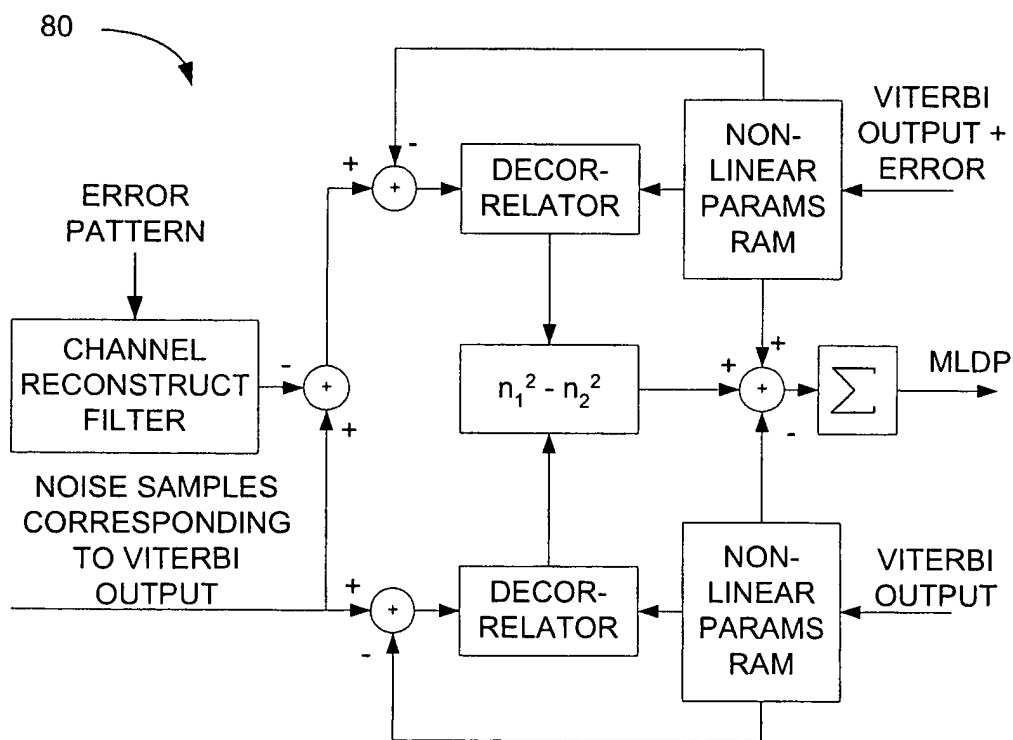 80
VITERBI
OUTPUT +
ERROR
NON-
LINEAR
PARAMS
RAM
-
+
+
DECOR-
RELATOR
ERROR
PATTERN
CHANNEL
RECONSTRUCT
FILTER
-
+
+
n₁² - n₂²
+
+
+
-
Σ
MLDP
NOISE SAMPLES
CORRESPONDING
TO VITERBI
OUTPUT
+
+
-
DECOR-
RELATOR
NON-
LINEAR
PARAMS
RAM
VITERBI
OUTPUT